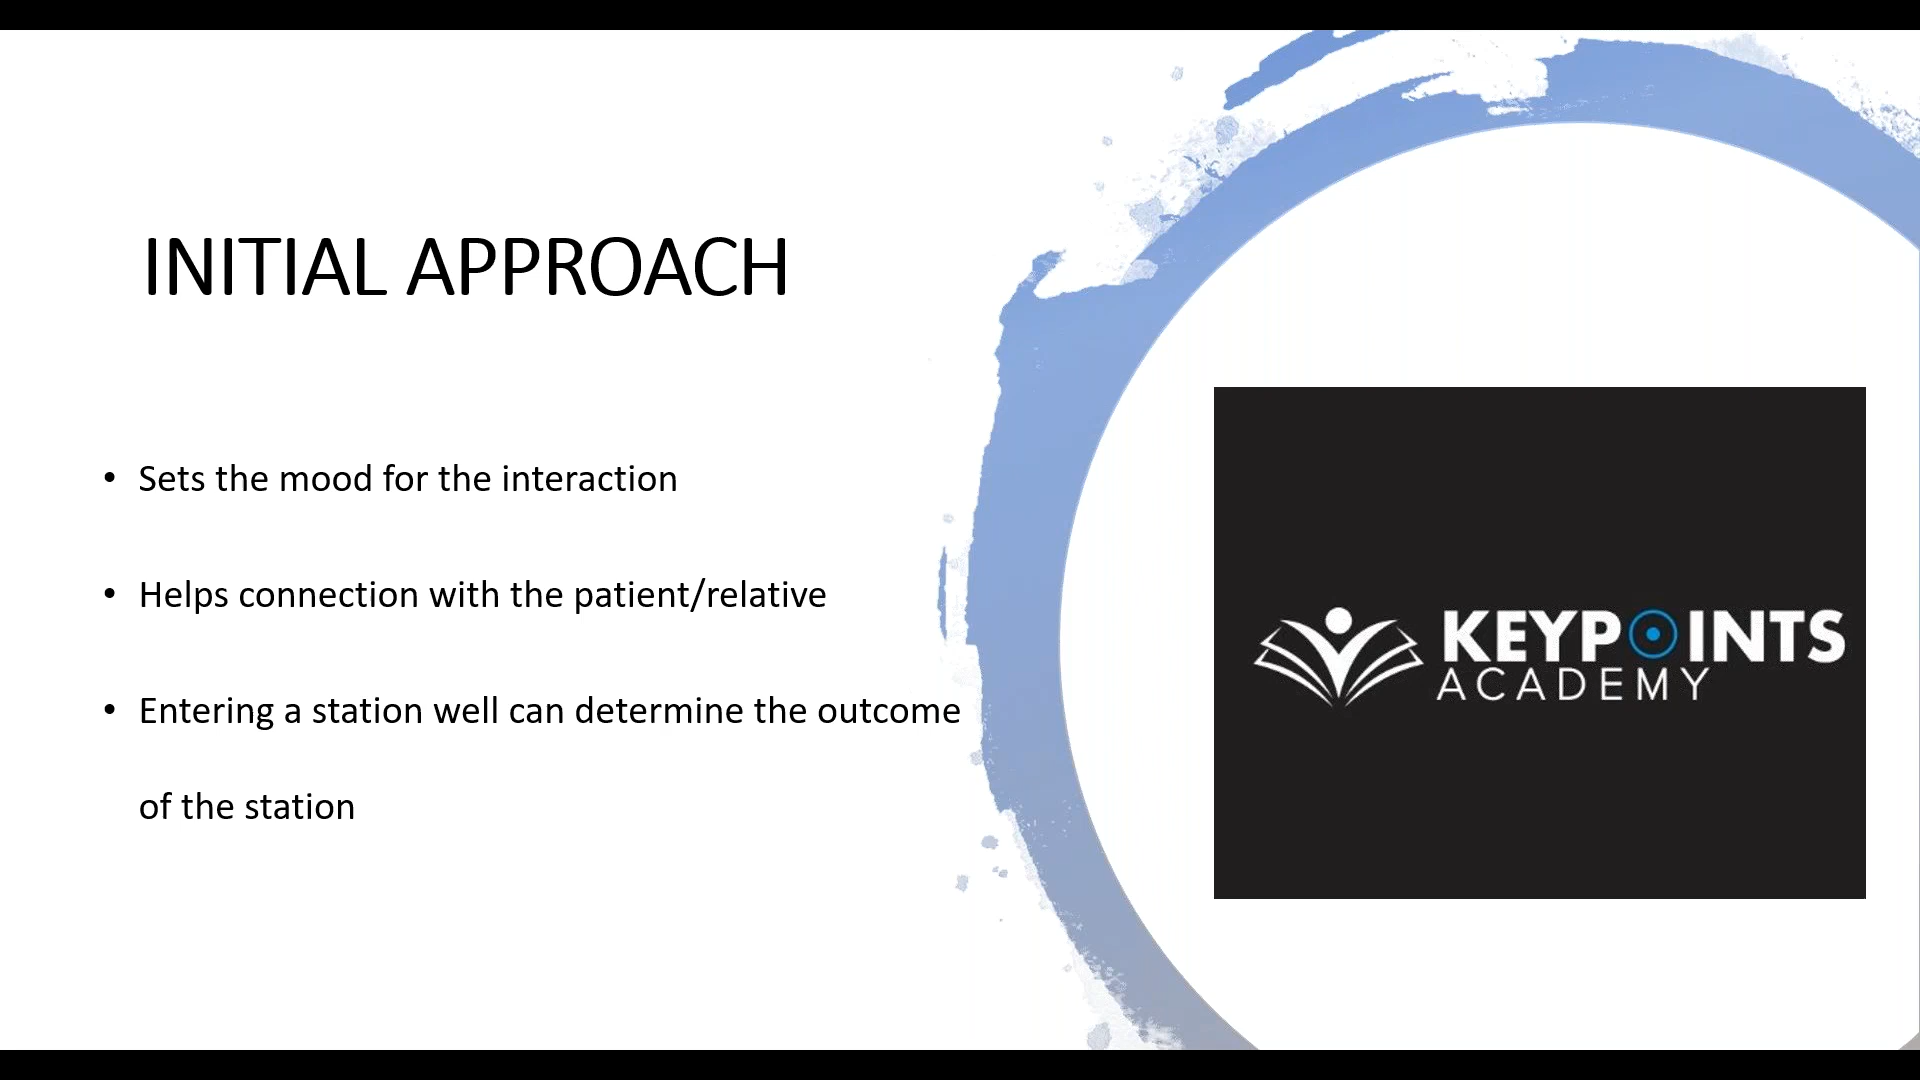 INITIAL APPROACH
• Sets the mood for the interaction
• Helps connection with the patient/relative
• Entering a station well can determine the outcome
of the station
KEYPOINTS
ACADEMY